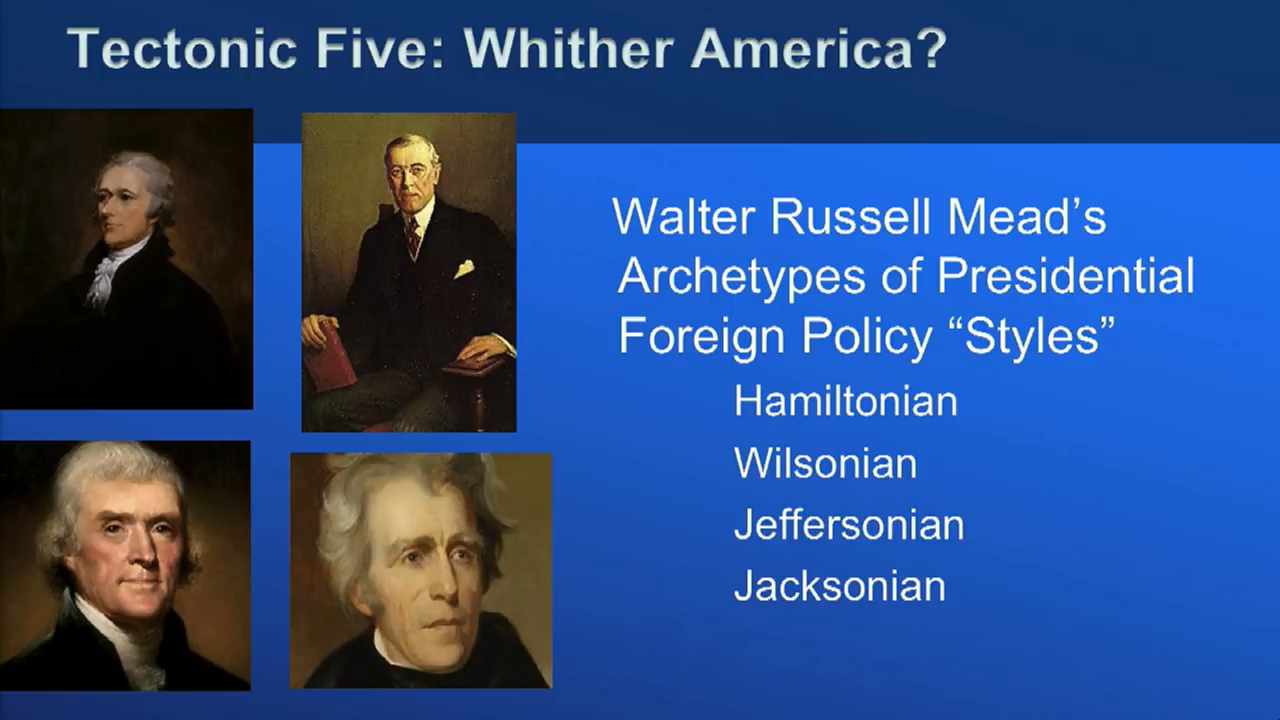 Tectonic Five: Whither America?
Walter Russell Mead’s
Archetypes of Presidential
Foreign Policy “Styles”
Hamiltonian
Wilsonian
Jeffersonian
Jacksonian